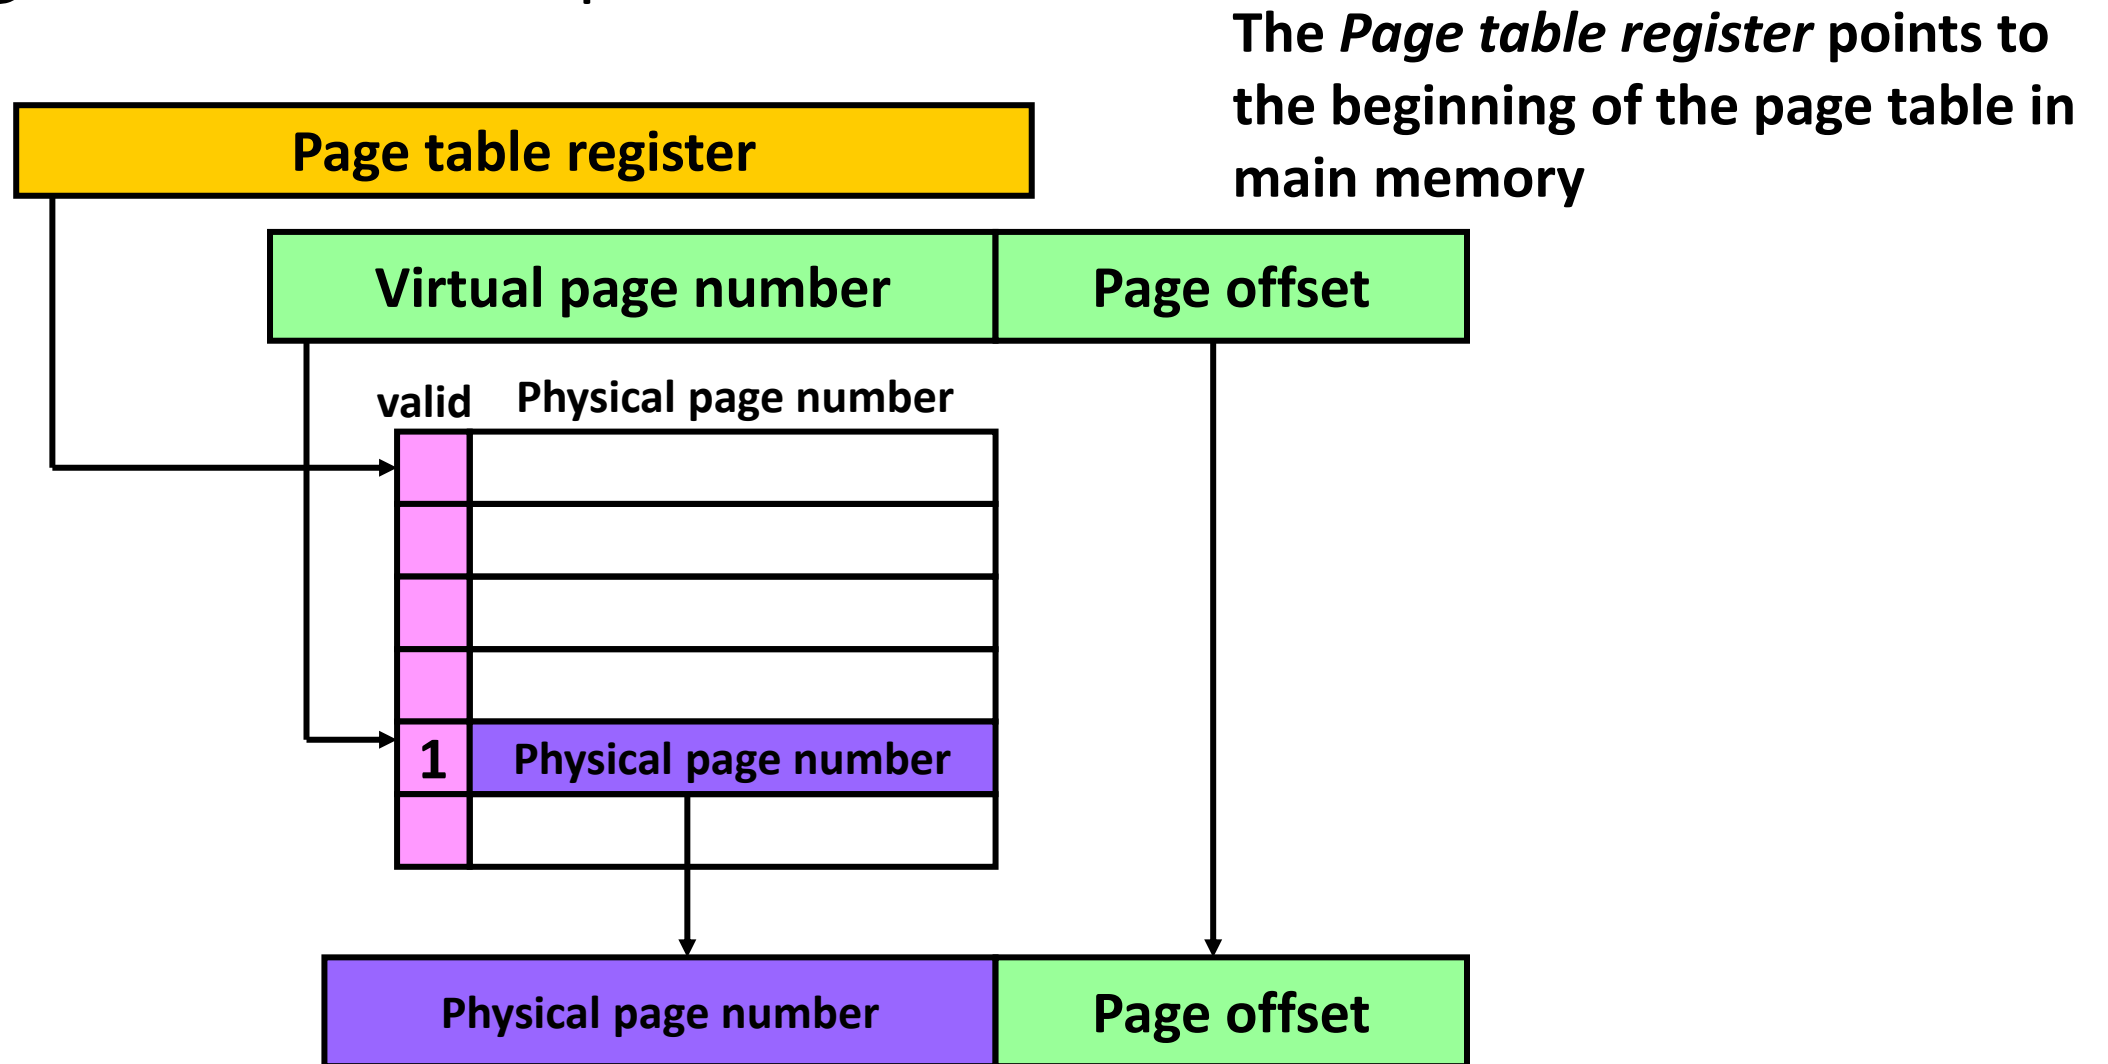 The Page table register points to
the beginning of the page table in
main memory
Page table register
Virtual page number
Page offset
valid
Physical page number
1
Physical page number
Physical page number
Page offset